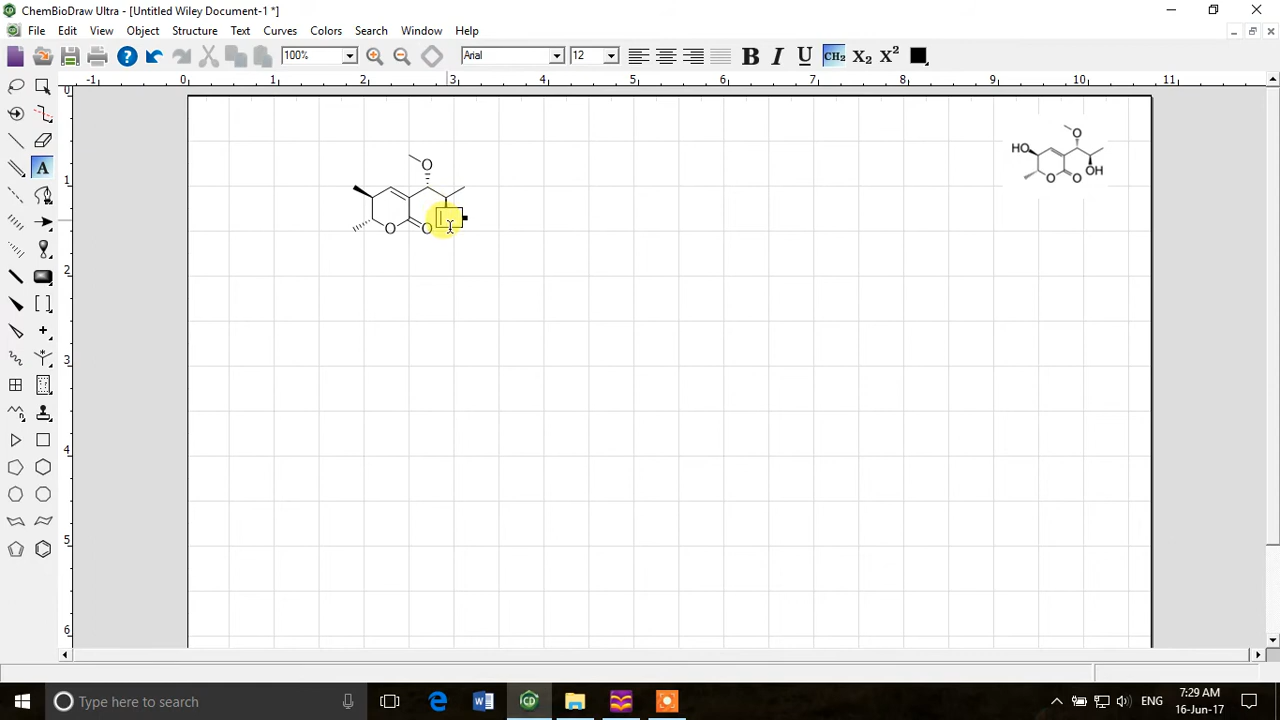 ChemBioDraw Ultra - [Untitled Wiley Document-1 *]
File Edit View Object Structure Text Curves Colors Search Window Help
100% Arial 12 B I U CH2 X2 X2
-1 0 1 2 3 4 5 6 7 8 9 10 11
0
1
2
3
4
5
6
A
O
O
O
HO
O
O
O
OH
Type here to search
ENG
7:29 AM
16-Jun-17